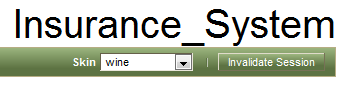 Insurance_System
Skin wine | Invalidate Session